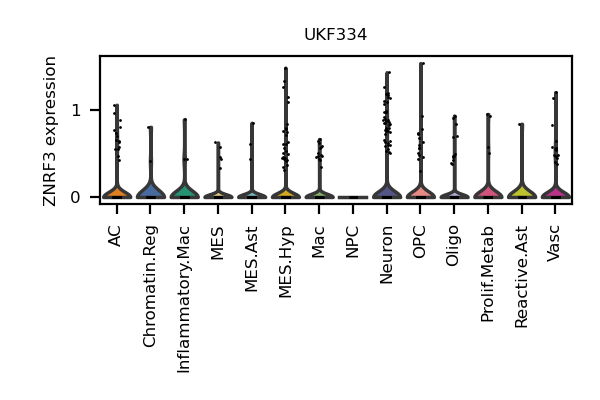 UKF334
ZNRF3 expression
1
0
AC
Chromatin.Reg
Inflammatory.Mac
MES
MES.Ast
MES.Hyp
Mac
NPC
Neuron
OPC
Oligo
Prolif.Metab
Reactive.Ast
Vasc